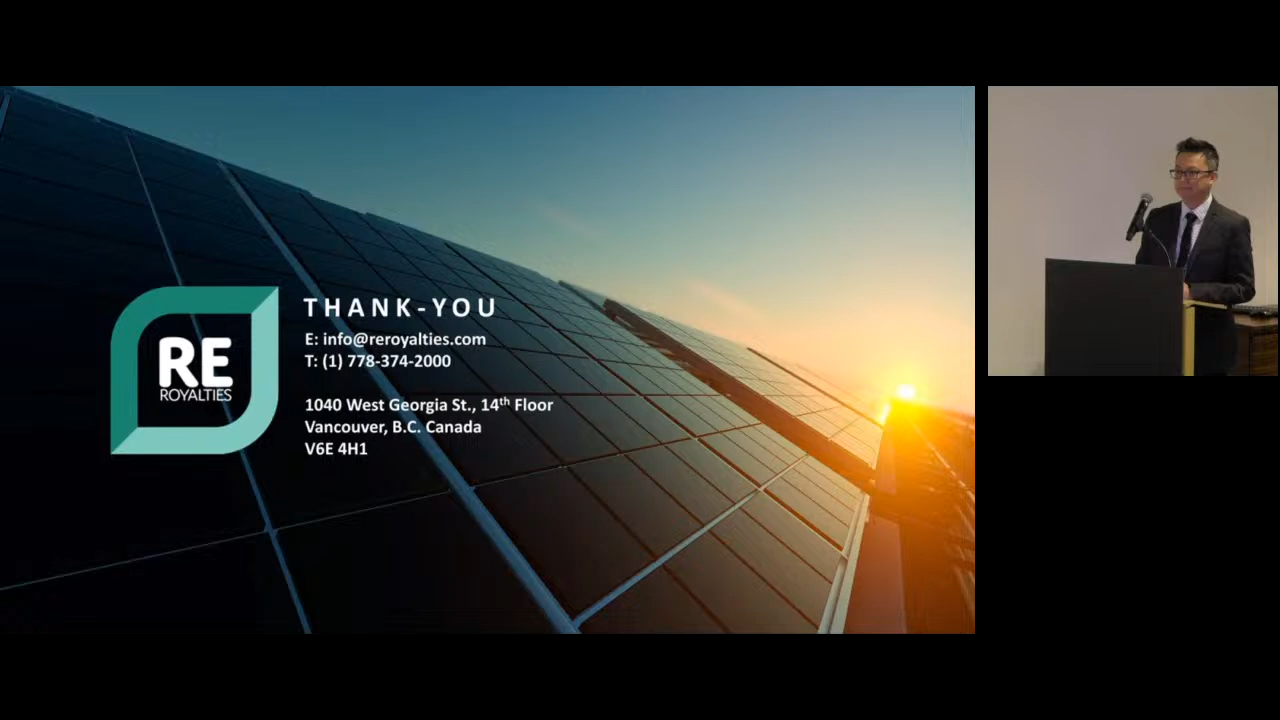 RE
ROYALTIES
THANK-YOU
E: info@reroyalties.com
T: (1) 778-374-2000
1040 West Georgia St., 14th Floor
Vancouver, B.C. Canada
V6E 4H1